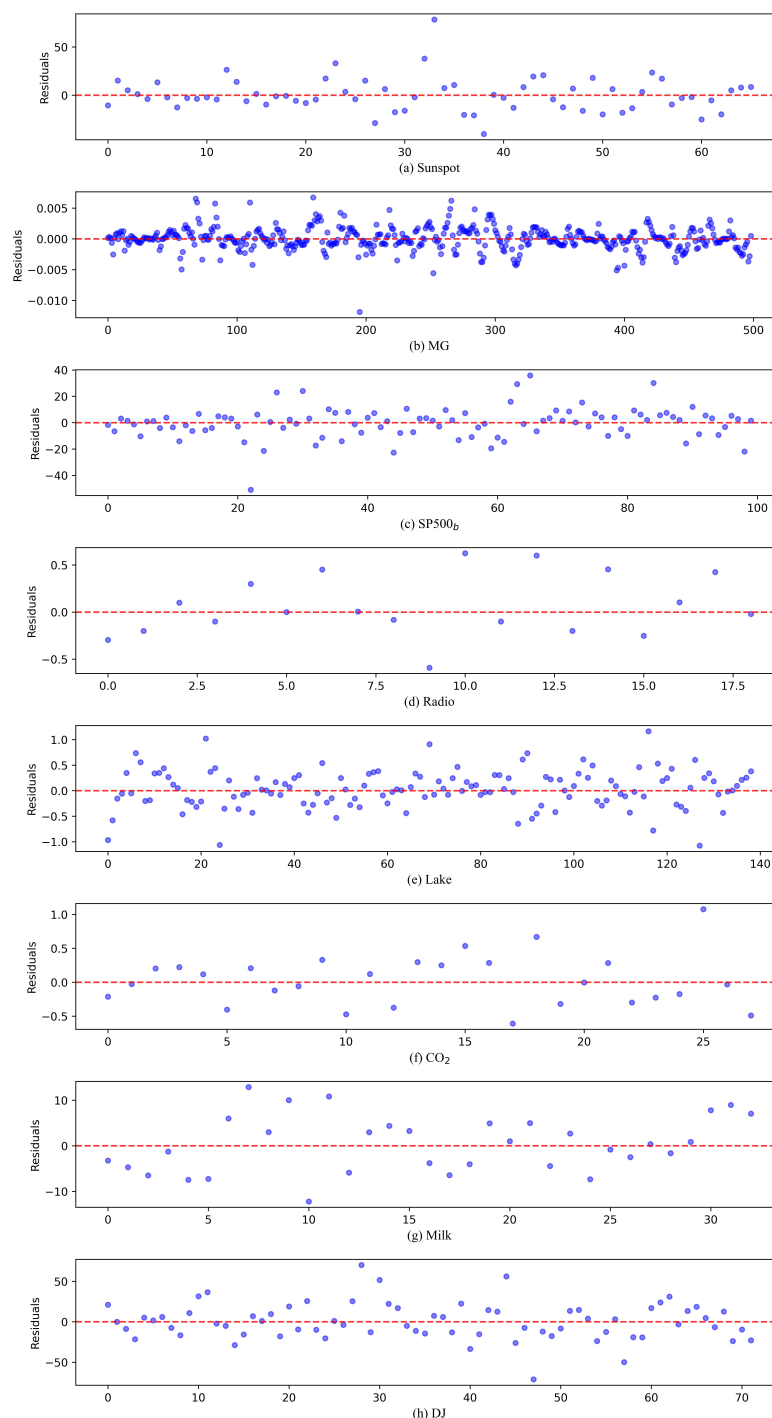 50
0
Residuals
0 10 20 30 40 50 60
(a) Sunspot
0.005
0.000
−0.005
−0.010
Residuals
0 100 200 300 400 500
(b) MG
40
20
0
−20
−40
Residuals
0 20 40 60 80 100
(c) SP500b
0.5
0.0
−0.5
Residuals
0.0 2.5 5.0 7.5 10.0 12.5 15.0 17.5
(d) Radio
1.0
0.5
0.0
−0.5
−1.0
Residuals
0 20 40 60 80 100 120 140
(e) Lake
1.0
0.5
0.0
−0.5
Residuals
0 5 10 15 20 25
(f) CO₂
10
0
−10
Residuals
0 5 10 15 20 25 30
(g) Milk
50
0
−50
Residuals
0 10 20 30 40 50 60 70
(h) DJ